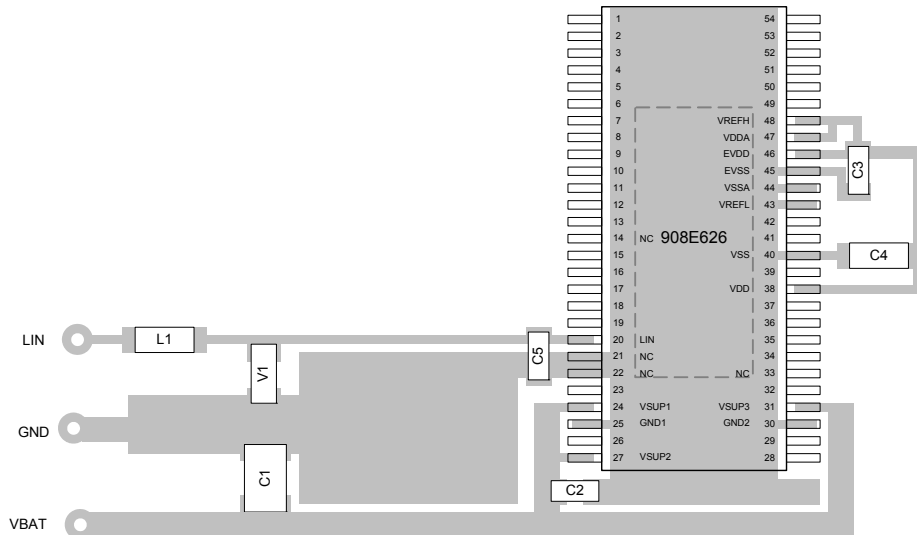 1
54
2
53
3
52
4
51
5
50
6
49
7
VREFH
48
8
VDDA
47
9
EVDD
46
10
EVSS
45
11
VSSA
44
12
VREFL
43
13
42
14
NC
908E626
41
15
VSS
40
16
39
17
VDD
38
18
37
19
36
20
LIN
35
21
NC
34
22
NC
NC
33
23
32
24
VSUP1
VSUP3
31
25
GND1
GND2
30
26
29
27
VSUP2
28
C3
C4
LIN
L1
V1
C5
GND
C1
C2
VBAT